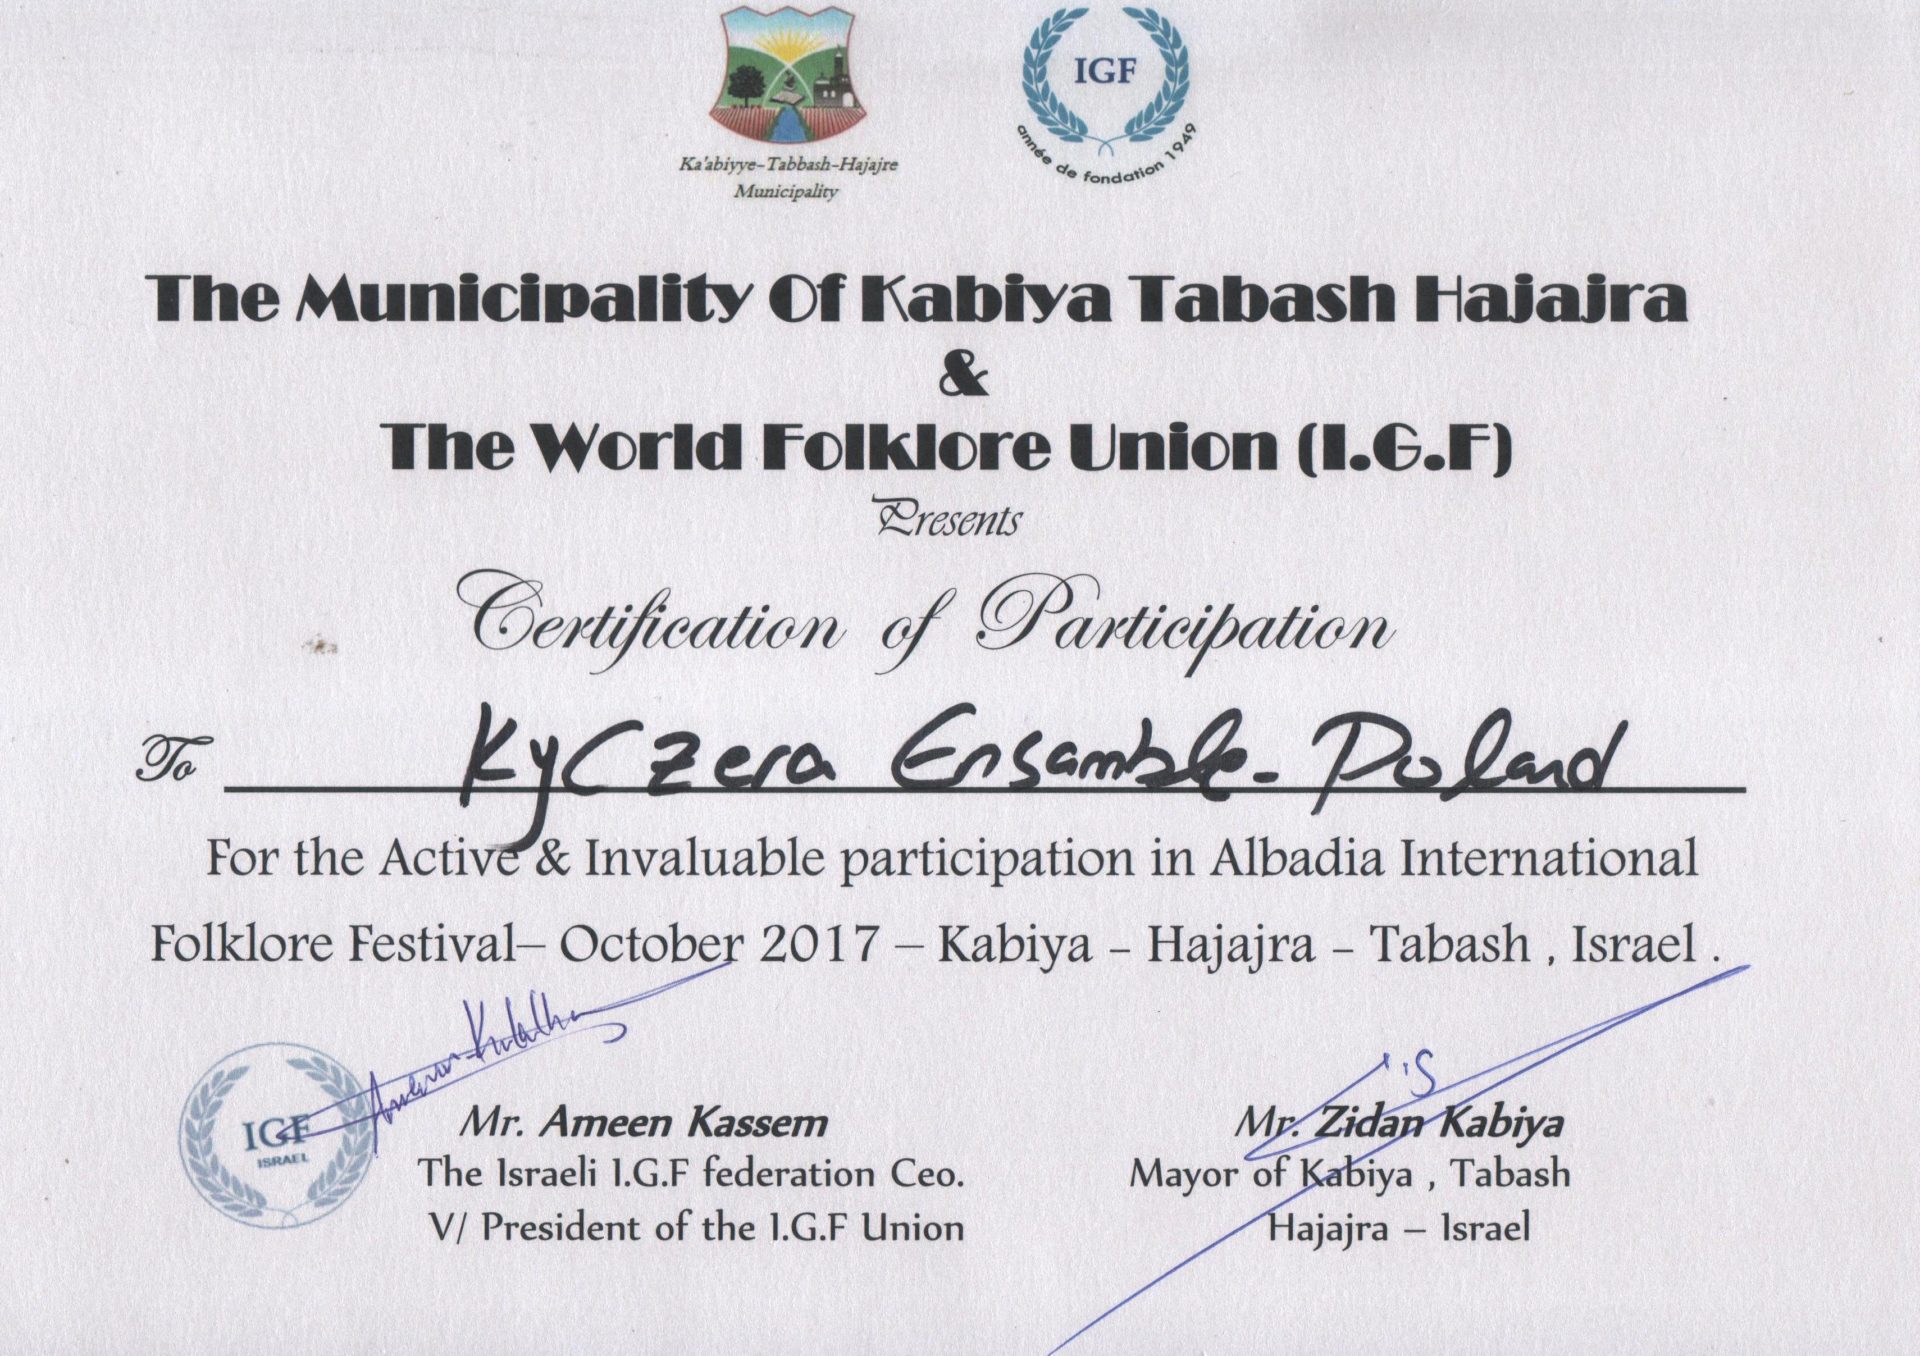 Ka'abiyye-Tabbash-Hajajre
Municipality
IGF
année de fondation 1949
The Municipality Of Kabiya Tabash Hajajra
&
The World Folklore Union (I.G.F)
Presents
Certification of Participation
To Kyczera Ensamble - Poland
For the Active & Invaluable participation in Albadia International
Folklore Festival– October 2017 – Kabiya - Hajajra - Tabash , Israel .
IGF
ISRAEL
Mr. Ameen Kassem
The Israeli I.G.F federation Ceo.
V/ President of the I.G.F Union
Mr. Zidan Kabiya
Mayor of Kabiya , Tabash
Hajajra – Israel